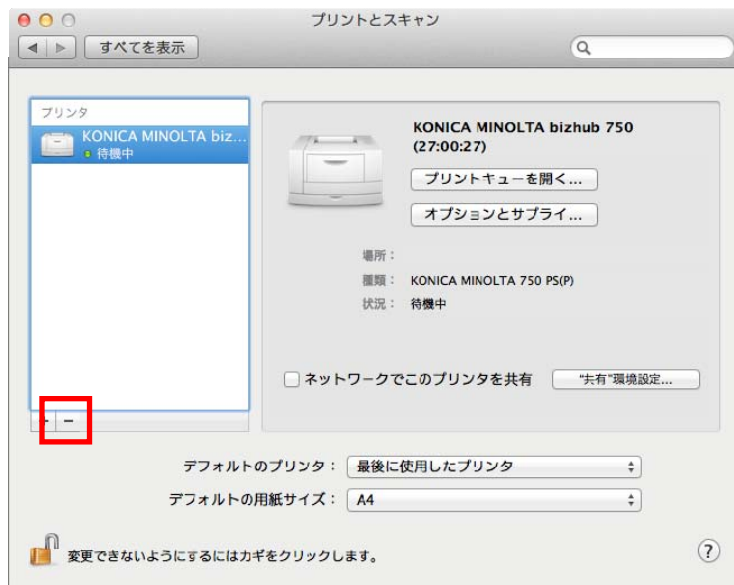 プリントとスキャン
すべてを表示
プリンタ
KONICA MINOLTA biz...
待機中
KONICA MINOLTA bizhub 750
(27:00:27)
プリントキューを開く...
オプションとサプライ...
場所：
種類： KONICA MINOLTA 750 PS(P)
状況： 待機中
ネットワークでこのプリンタを共有 "共有"環境設定...
+ −
デフォルトのプリンタ： 最後に使用したプリンタ
デフォルトの用紙サイズ： A4
変更できないようにするにはカギをクリックします。 ?